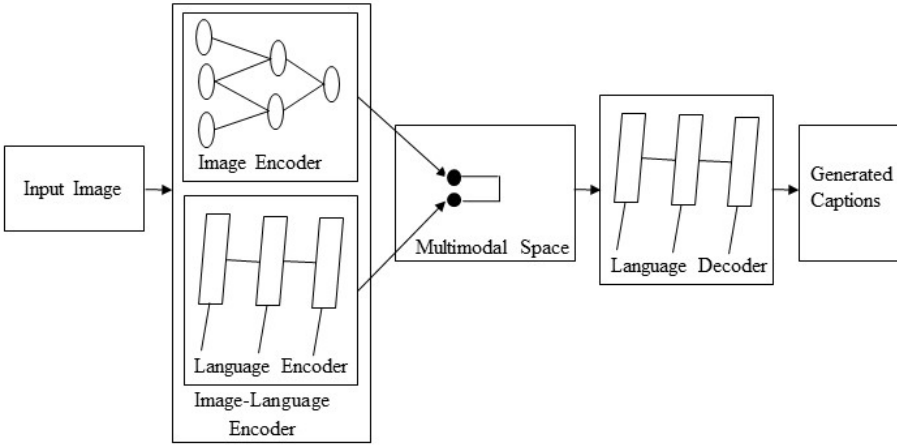 Input Image
Image Encoder
Language Encoder
Image-Language
Encoder
Multimodal Space
Language Decoder
Generated
Captions